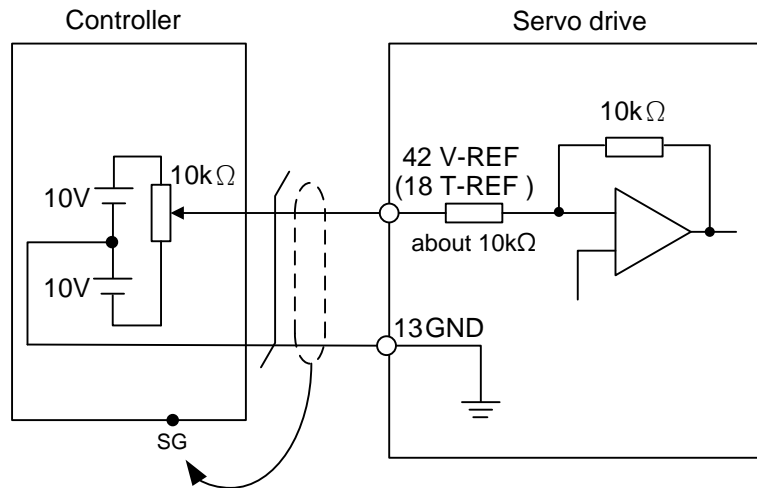 Controller
Servo drive
10kΩ
42 V-REF
(18 T-REF )
10kΩ
10V
about 10kΩ
10V
13GND
SG